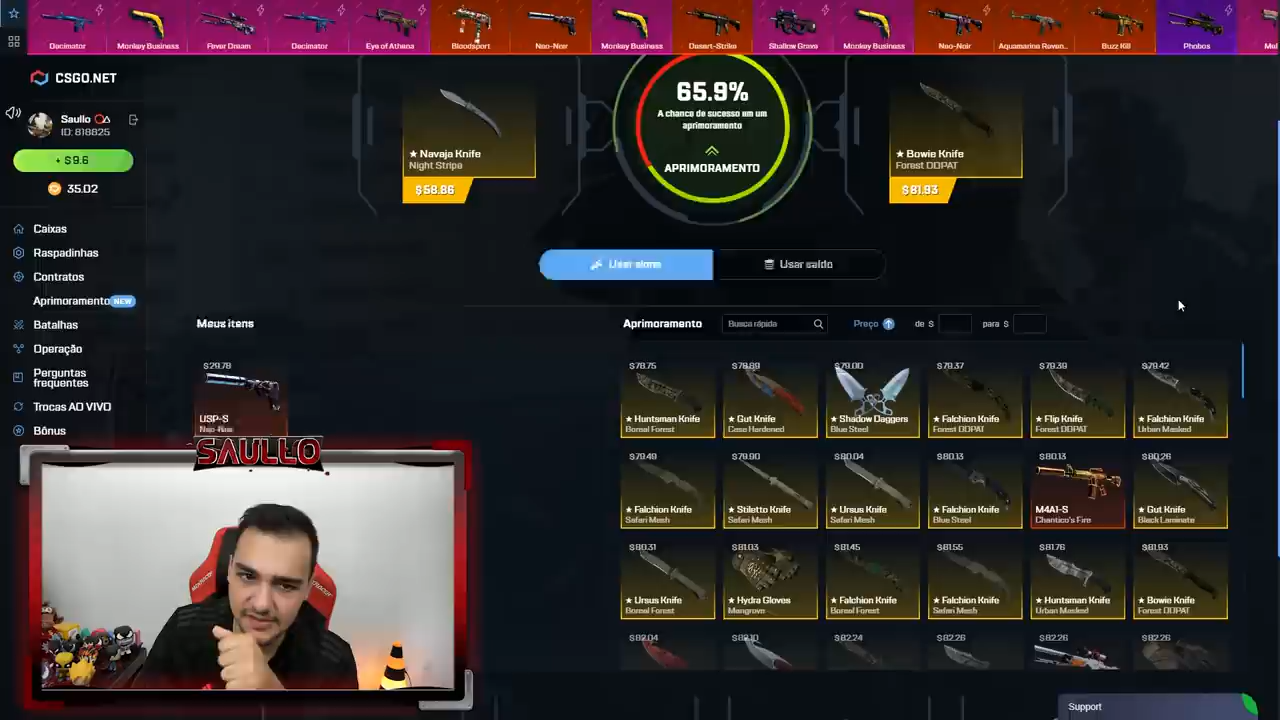 Decimator
Monkey Business
Fever Dream
Decimator
Eye of Athena
Bloodsport
Neo-Noir
Monkey Business
Desert-Strike
Shallow Grave
Monkey Business
Neo-Noir
Aquamarine Reven...
Buzz Kill
Phobos
CSGO.NET
Saullo
ID: 818825
+ $9.6
35.02
Caixas
Raspadinhas
Contratos
Aprimoramento NEW
Batalhas
Operação
Perguntas
frequentes
Trocas AO VIVO
Bônus
★ Navaja Knife
Night Stripe
$58.86
65.9%
A chance de sucesso em um
aprimoramento
APRIMORAMENTO
★ Bowie Knife
Forest DDPAT
$81.93
Usar skins
Usar saldo
Meus itens
$29.79
USP-S
Neo-Noir
Aprimoramento
Busca rápida
Preço
de $
para $
$78.75
★ Huntsman Knife
Boreal Forest
$78.89
★ Gut Knife
Case Hardened
$79.00
★ Shadow Daggers
Blue Steel
$79.37
★ Falchion Knife
Forest DDPAT
$79.39
★ Flip Knife
Forest DDPAT
$79.42
★ Falchion Knife
Urban Masked
$79.49
★ Falchion Knife
Safari Mesh
$79.90
★ Stiletto Knife
Safari Mesh
$80.04
★ Ursus Knife
Safari Mesh
$80.13
★ Falchion Knife
Blue Steel
$80.13
M4A1-S
Chantico's Fire
$80.26
★ Gut Knife
Black Laminate
$80.31
★ Ursus Knife
Boreal Forest
$81.03
★ Hydra Gloves
Mangrove
$81.45
★ Falchion Knife
Boreal Forest
$81.55
★ Falchion Knife
Safari Mesh
$81.76
★ Huntsman Knife
Urban Masked
$81.93
★ Bowie Knife
Forest DDPAT
$82.04
$82.10
$82.24
$82.26
$82.26
$82.26
SAULLO
Support